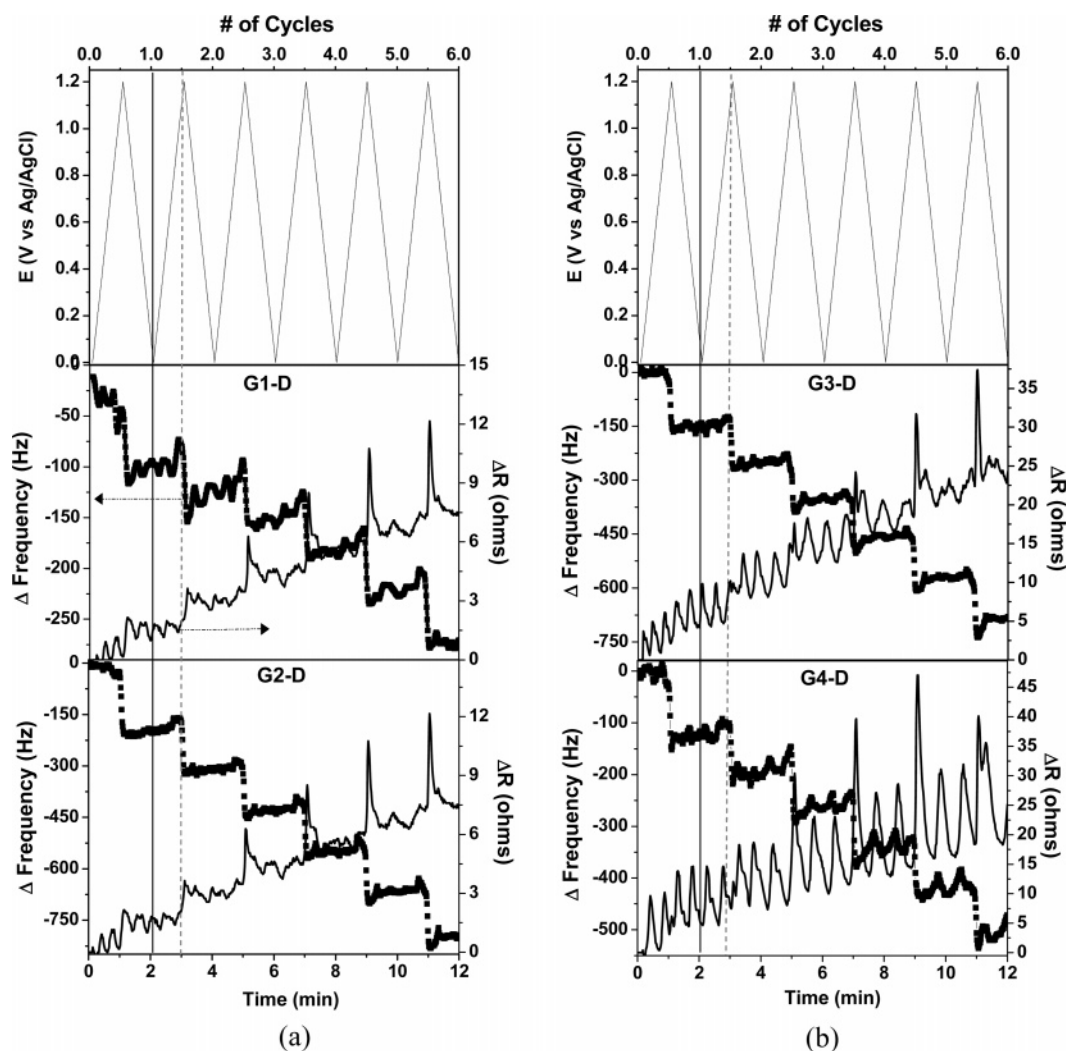 # of Cycles
0.0 1.0 2.0 3.0 4.0 5.0 6.0
E (V vs Ag/AgCl)
1.2
1.0
0.8
0.6
0.4
0.2
0.0
G1-D
Δ Frequency (Hz)
0
-50
-100
-150
-200
-250
ΔR (ohms)
15
12
9
6
3
0
G2-D
Δ Frequency (Hz)
0
-150
-300
-450
-600
-750
ΔR (ohms)
12
9
6
3
0
0 2 4 6 8 10 12
Time (min)
(a)
# of Cycles
0.0 1.0 2.0 3.0 4.0 5.0 6.0
E (V vs Ag/AgCl)
1.2
1.0
0.8
0.6
0.4
0.2
0.0
G3-D
Δ Frequency (Hz)
0
-150
-300
-450
-600
-750
ΔR (ohms)
35
30
25
20
15
10
5
0
G4-D
Δ Frequency (Hz)
0
-100
-200
-300
-400
-500
ΔR (ohms)
45
40
35
30
25
20
15
10
5
0
0 2 4 6 8 10 12
Time (min)
(b)